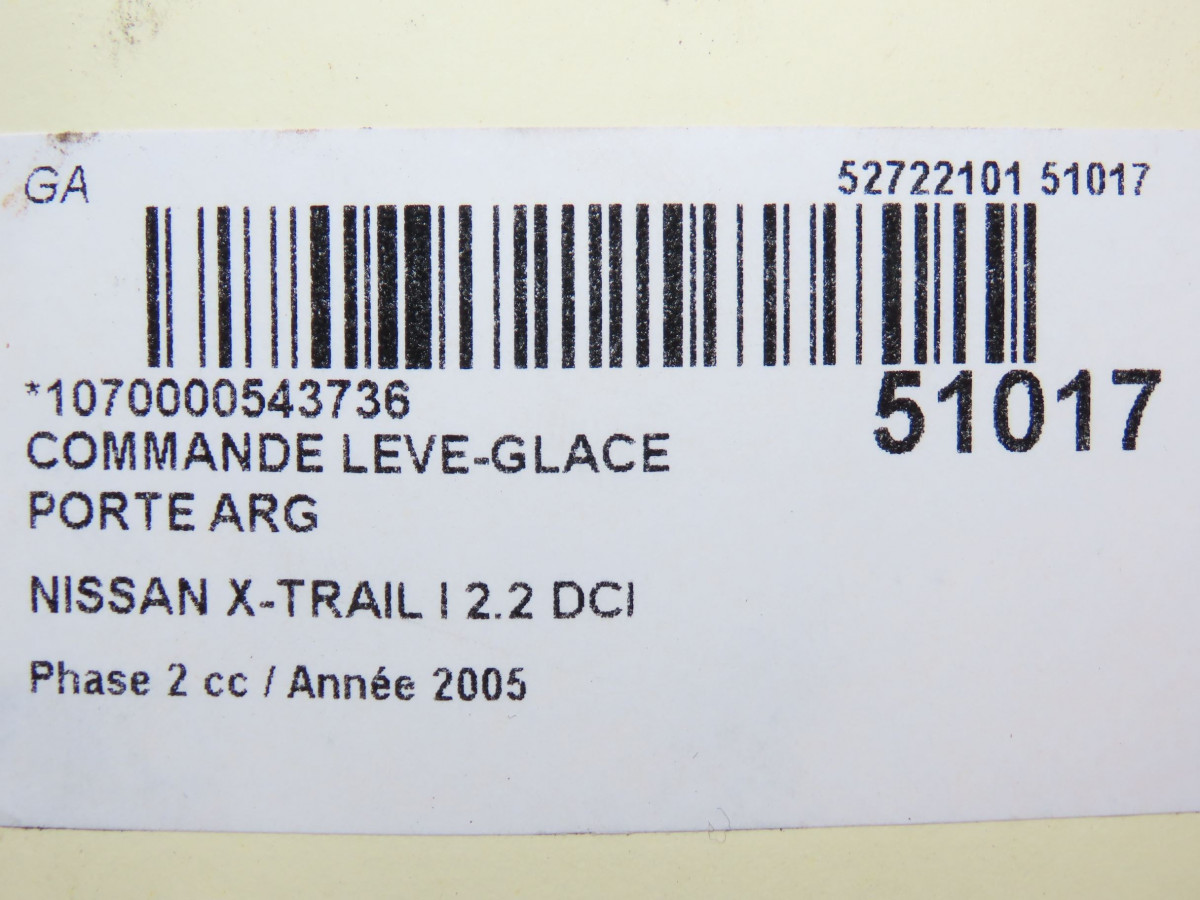 GA
52722101 51017
*1070000543736
51017
COMMANDE LEVE-GLACE
PORTE ARG
NISSAN X-TRAIL I 2.2 DCI
Phase 2 cc / Année 2005